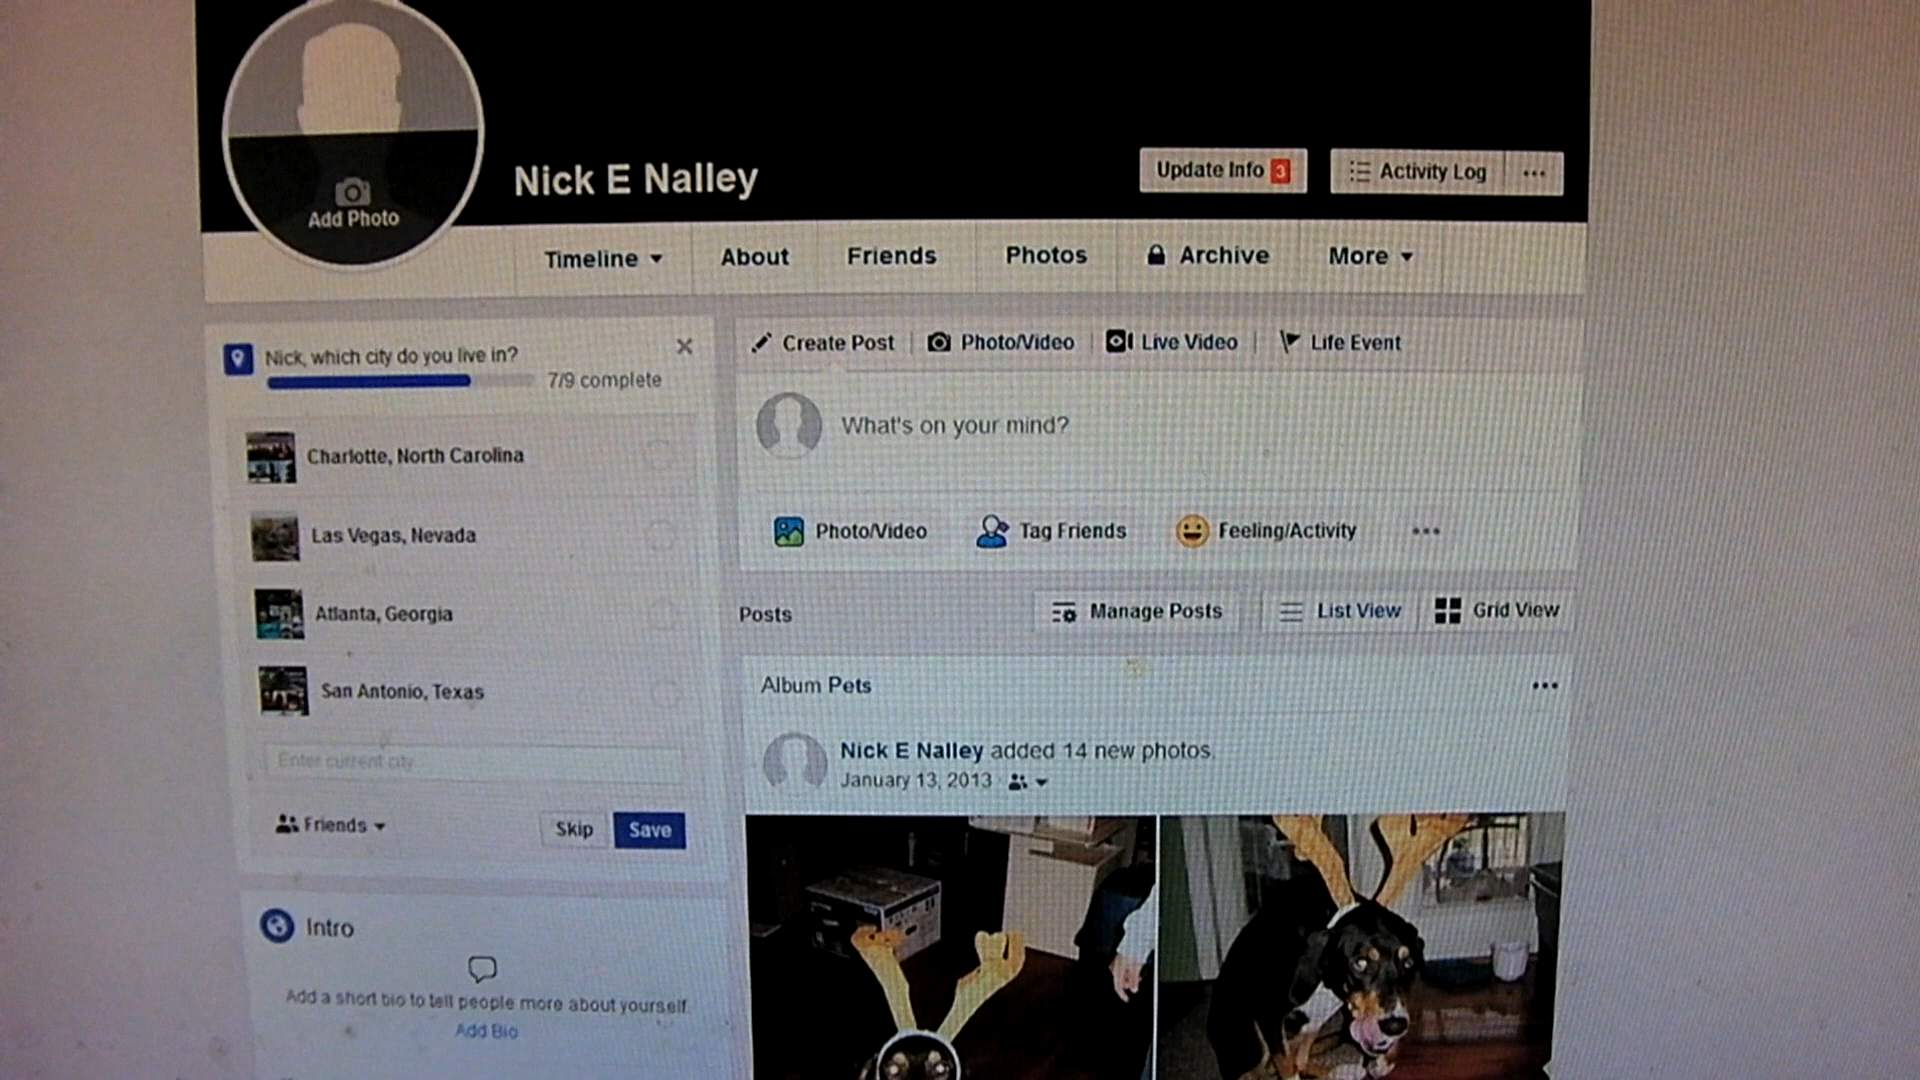 Add Photo
Nick E Nalley
Update Info 3
Activity Log
Timeline
About
Friends
Photos
Archive
More
Nick, which city do you live in?
7/9 complete
Charlotte, North Carolina
Las Vegas, Nevada
Atlanta, Georgia
San Antonio, Texas
Enter current city
Friends
Skip
Save
Intro
Add a short bio to tell people more about yourself.
Add Bio
Create Post
Photo/Video
Live Video
Life Event
What's on your mind?
Photo/Video
Tag Friends
Feeling/Activity
Posts
Manage Posts
List View
Grid View
Album Pets
Nick E Nalley added 14 new photos.
January 13, 2013